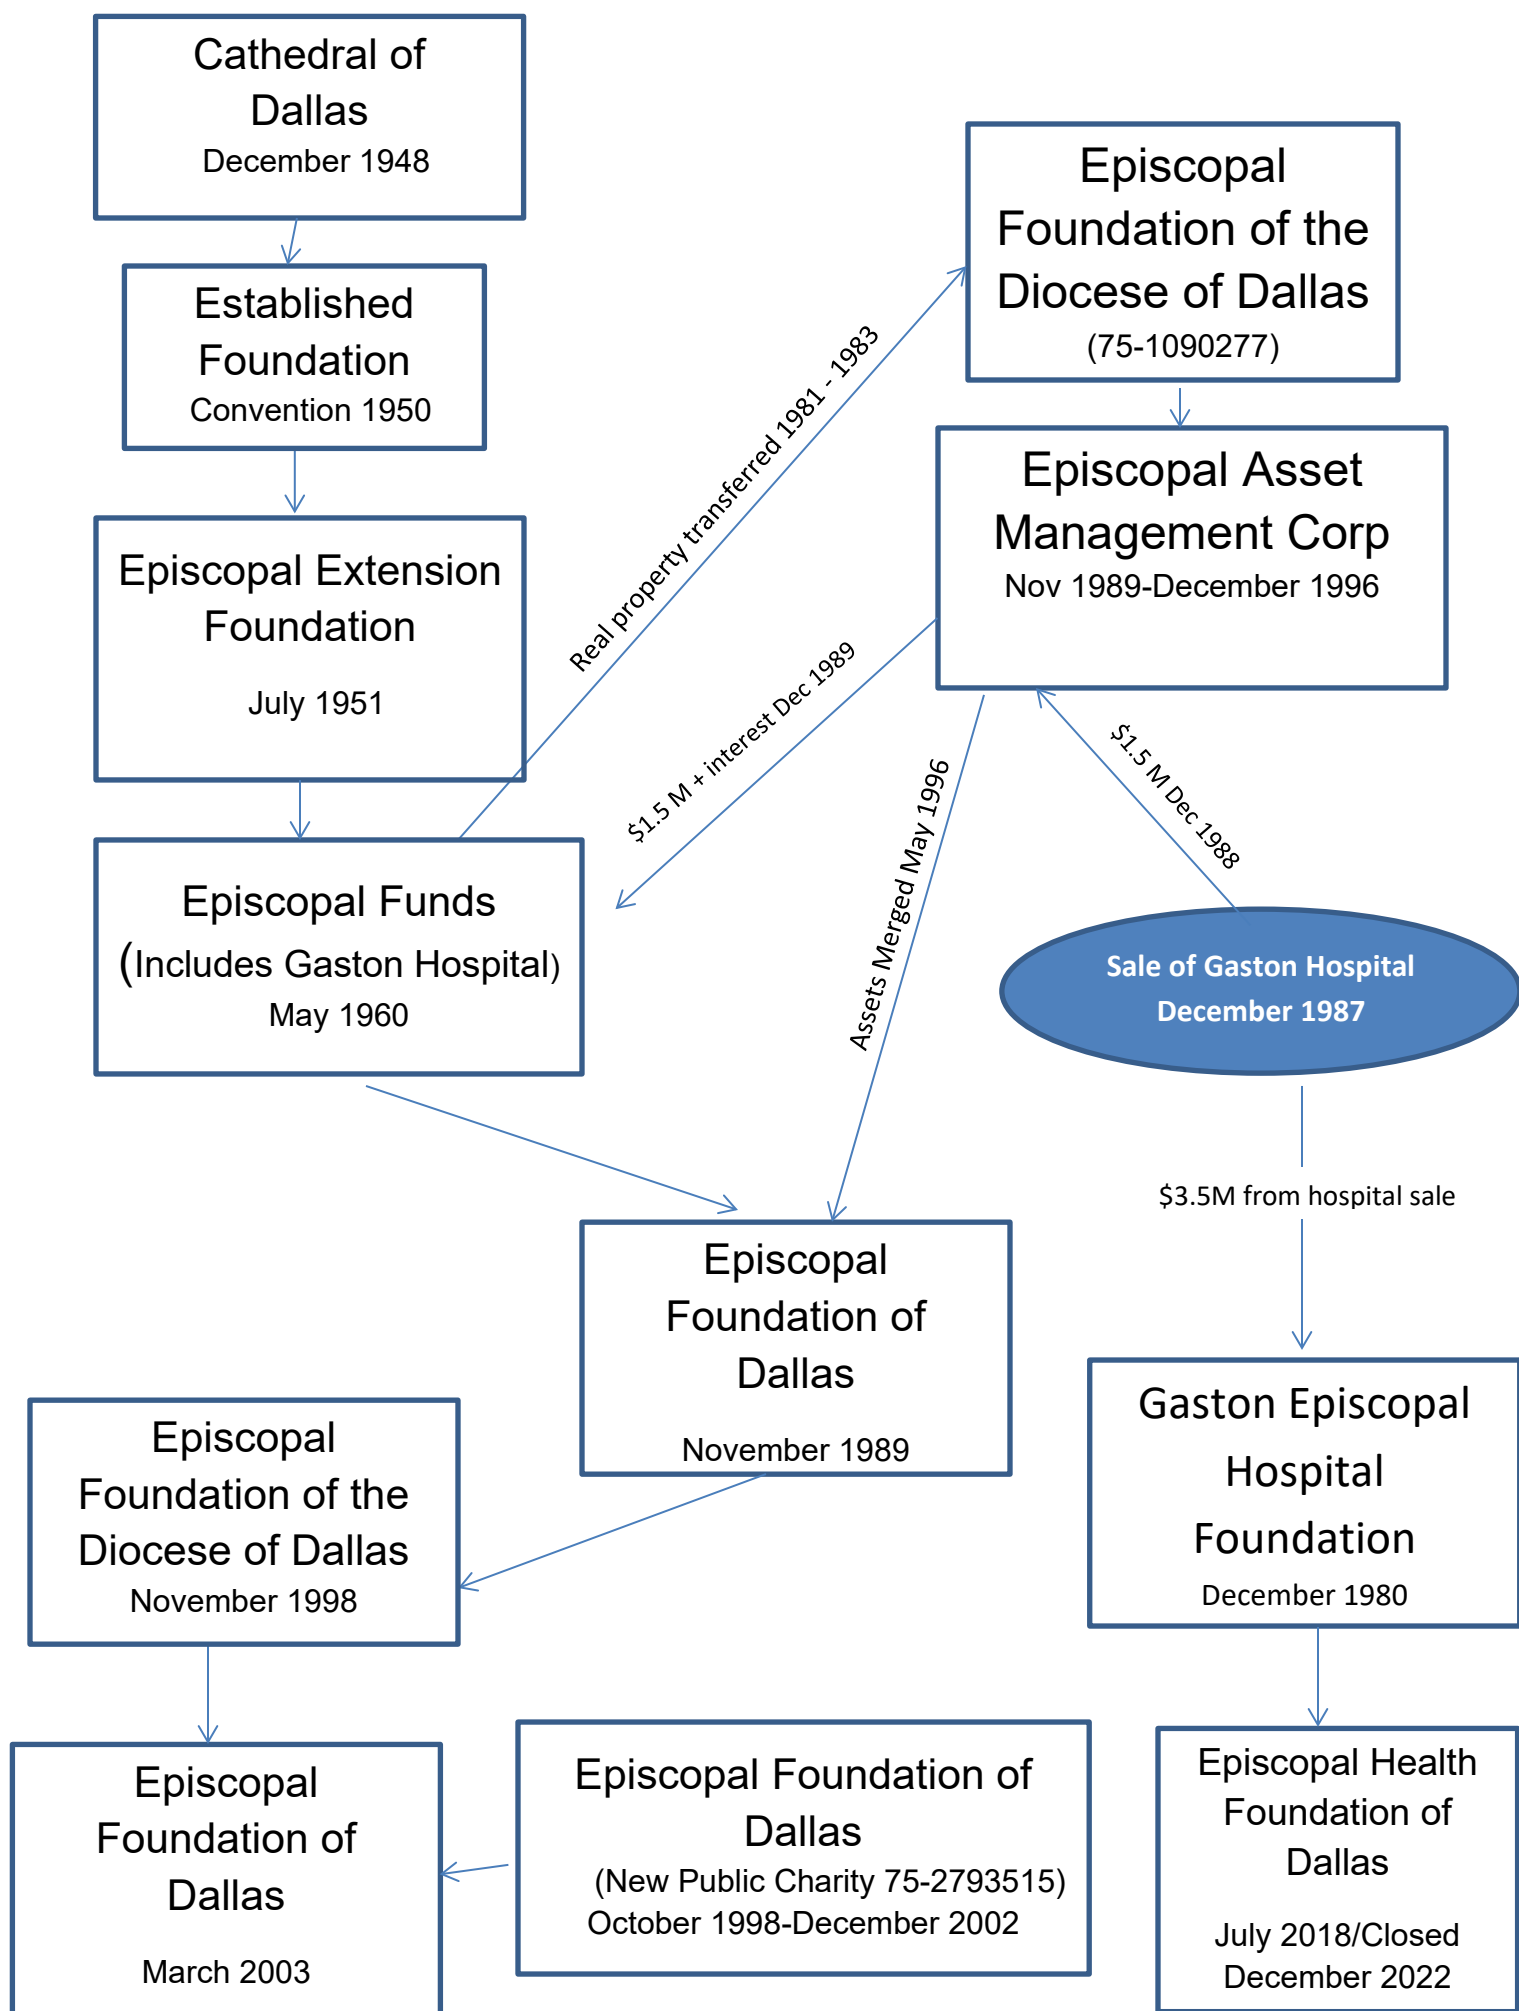 Cathedral of
Dallas
December 1948
Established
Foundation
Convention 1950
Episcopal Extension
Foundation
July 1951
Episcopal Funds
(Includes Gaston Hospital)
May 1960
Real property transferred 1981 - 1983
Episcopal
Foundation of the
Diocese of Dallas
(75-1090277)
Episcopal Asset
Management Corp
Nov 1989-December 1996
$1.5 M + interest Dec 1989
Assets Merged May 1996
$1.5 M Dec 1988
Sale of Gaston Hospital
December 1987
$3.5M from hospital sale
Episcopal
Foundation of
Dallas
November 1989
Gaston Episcopal
Hospital
Foundation
December 1980
Episcopal
Foundation of the
Diocese of Dallas
November 1998
Episcopal
Foundation of
Dallas
March 2003
Episcopal Foundation of
Dallas
(New Public Charity 75-2793515)
October 1998-December 2002
Episcopal Health
Foundation of
Dallas
July 2018/Closed
December 2022